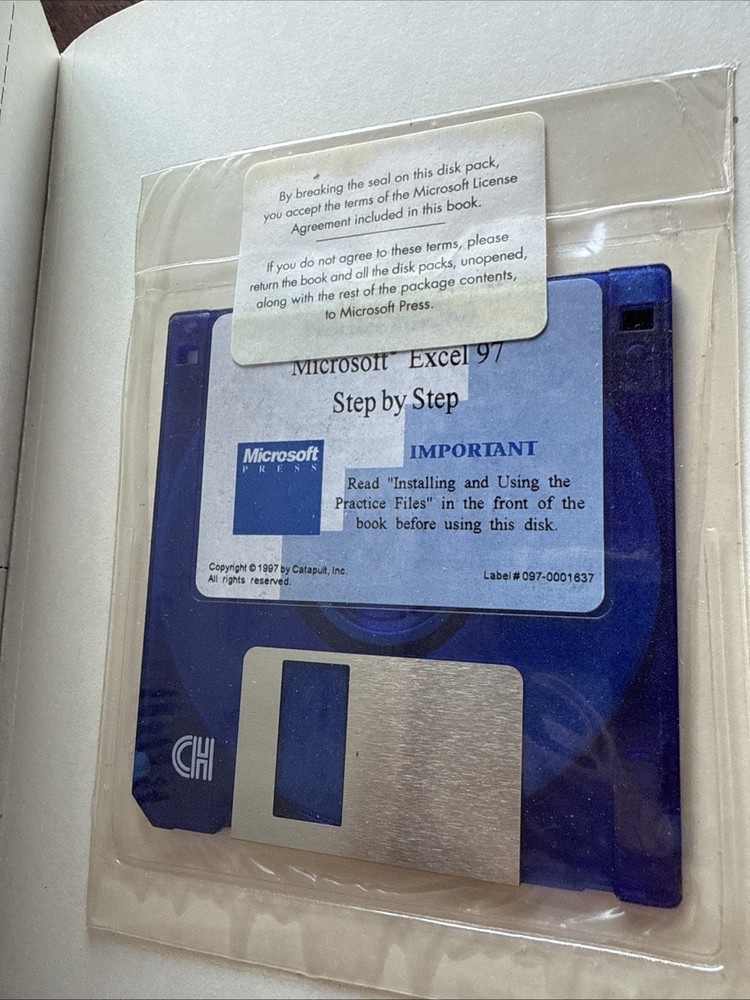 By breaking the seal on this disk pack,
you accept the terms of the Microsoft License
Agreement included in this book.
If you do not agree to these terms, please
return the book and all the disk packs, unopened,
along with the rest of the package contents,
to Microsoft Press.
Microsoft® Excel 97
Step by Step
Microsoft
PRESS
IMPORTANT
Read "Installing and Using the
Practice Files" in the front of the
book before using this disk.
Copyright © 1997 by Catapult, Inc.
All rights reserved.
Label # 097-0001637
CH